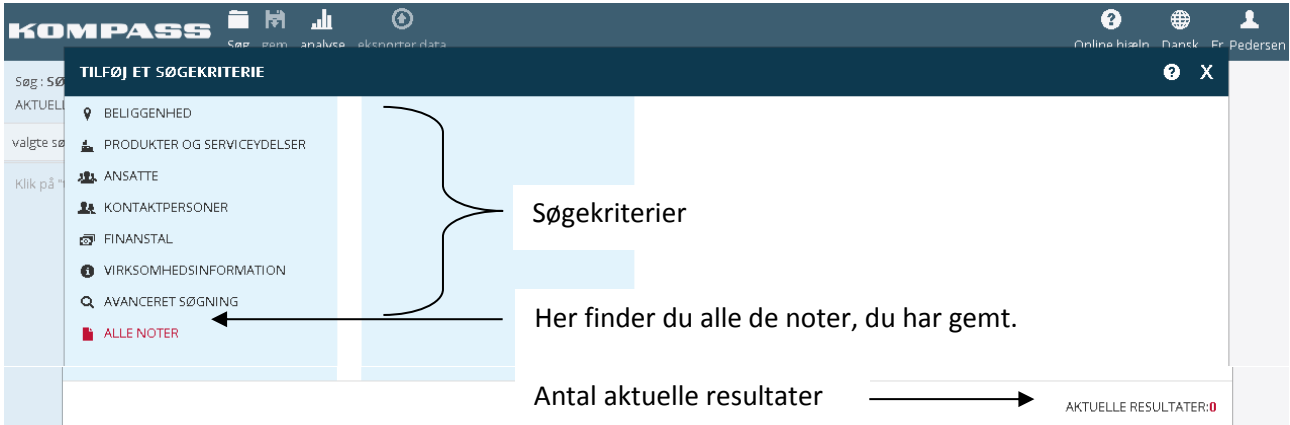 KOMPASS
Søg gem analyse eksporter data
Online hjælp Dansk Fr Pedersen
Søg : SØ
TILFØJ ET SØGEKRITERIE
? X
AKTUELL
BELIGGENHED
valgte sø
PRODUKTER OG SERVICEYDELSER
Klik på "
ANSATTE
KONTAKTPERSONER
Søgekriterier
FINANSTAL
VIRKSOMHEDSINFORMATION
AVANCERET SØGNING
Her finder du alle de noter, du har gemt.
ALLE NOTER
Antal aktuelle resultater
AKTUELLE RESULTATER:0